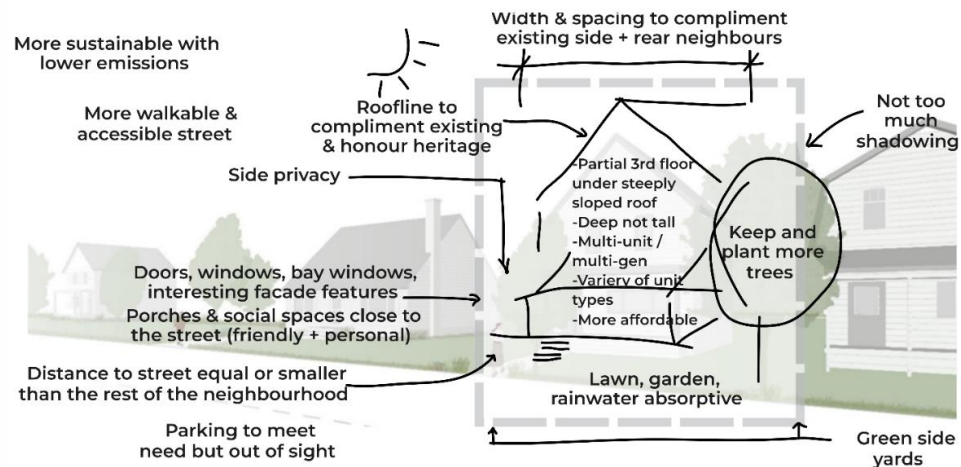 Width & spacing to compliment
existing side + rear neighbours
More sustainable with
lower emissions
More walkable &
accessible street
Roofline to
compliment existing
& honour heritage
Not too
much
shadowing
Side privacy
-Partial 3rd floor
under steeply
sloped roof
-Deep not tall
-Multi-unit /
multi-gen
-Variery of unit
types
-More affordable
Keep and
plant more
trees
Doors, windows, bay windows,
interesting facade features
Porches & social spaces close to
the street (friendly + personal)
Distance to street equal or smaller
than the rest of the neighbourhood
Lawn, garden,
rainwater absorptive
Parking to meet
need but out of sight
Green side
yards